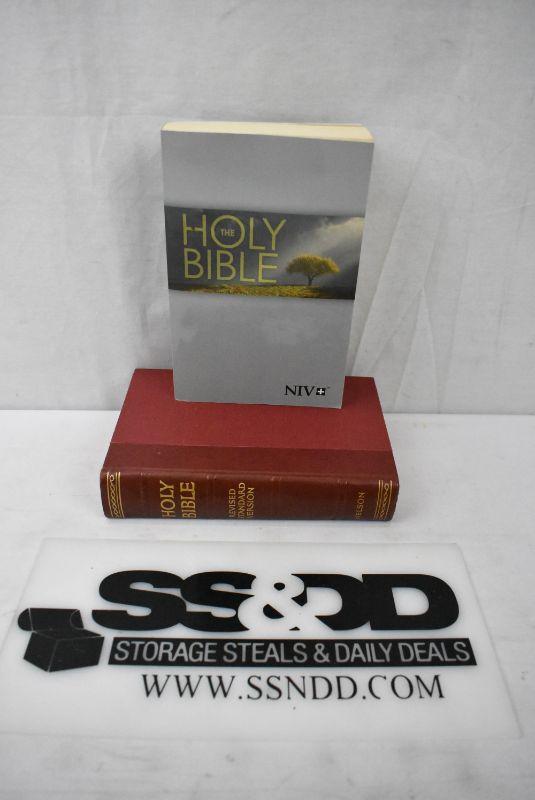 THE
HOLY
BIBLE
NIV
HOLY
BIBLE
REVISED
STANDARD
VERSION
NELSON
SS&DD
STORAGE STEALS & DAILY DEALS
WWW.SSNDD.COM